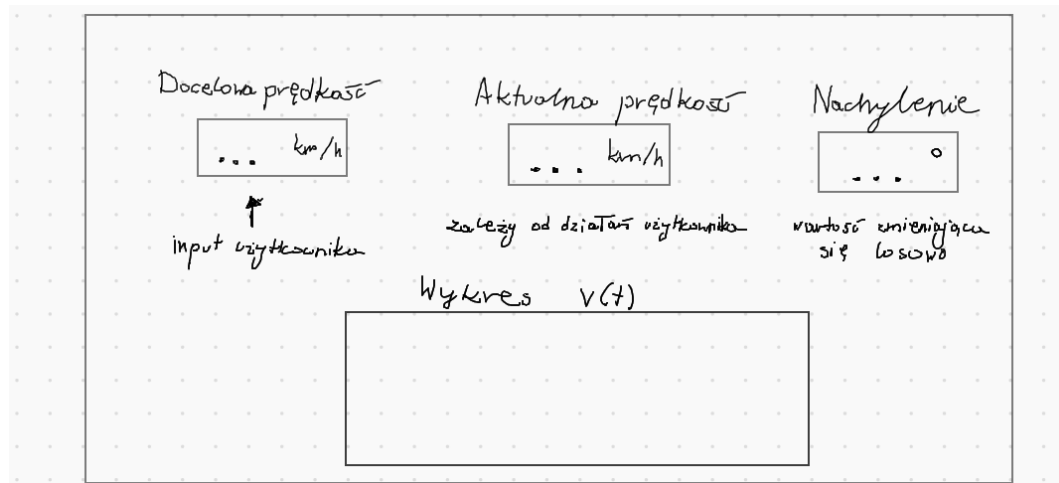 Docelowa prędkość
Aktualna prędkość
Nachylenie
... km/h
... km/h
... °
input użytkownika
zależy od działań użytkownika
wartość zmieniająca
się losowo
Wykres v(t)